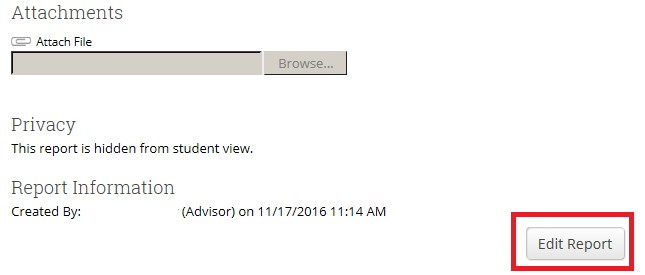 Attachments
Attach File
Browse...
Privacy
This report is hidden from student view.
Report Information
Created By: (Advisor) on 11/17/2016 11:14 AM
Edit Report